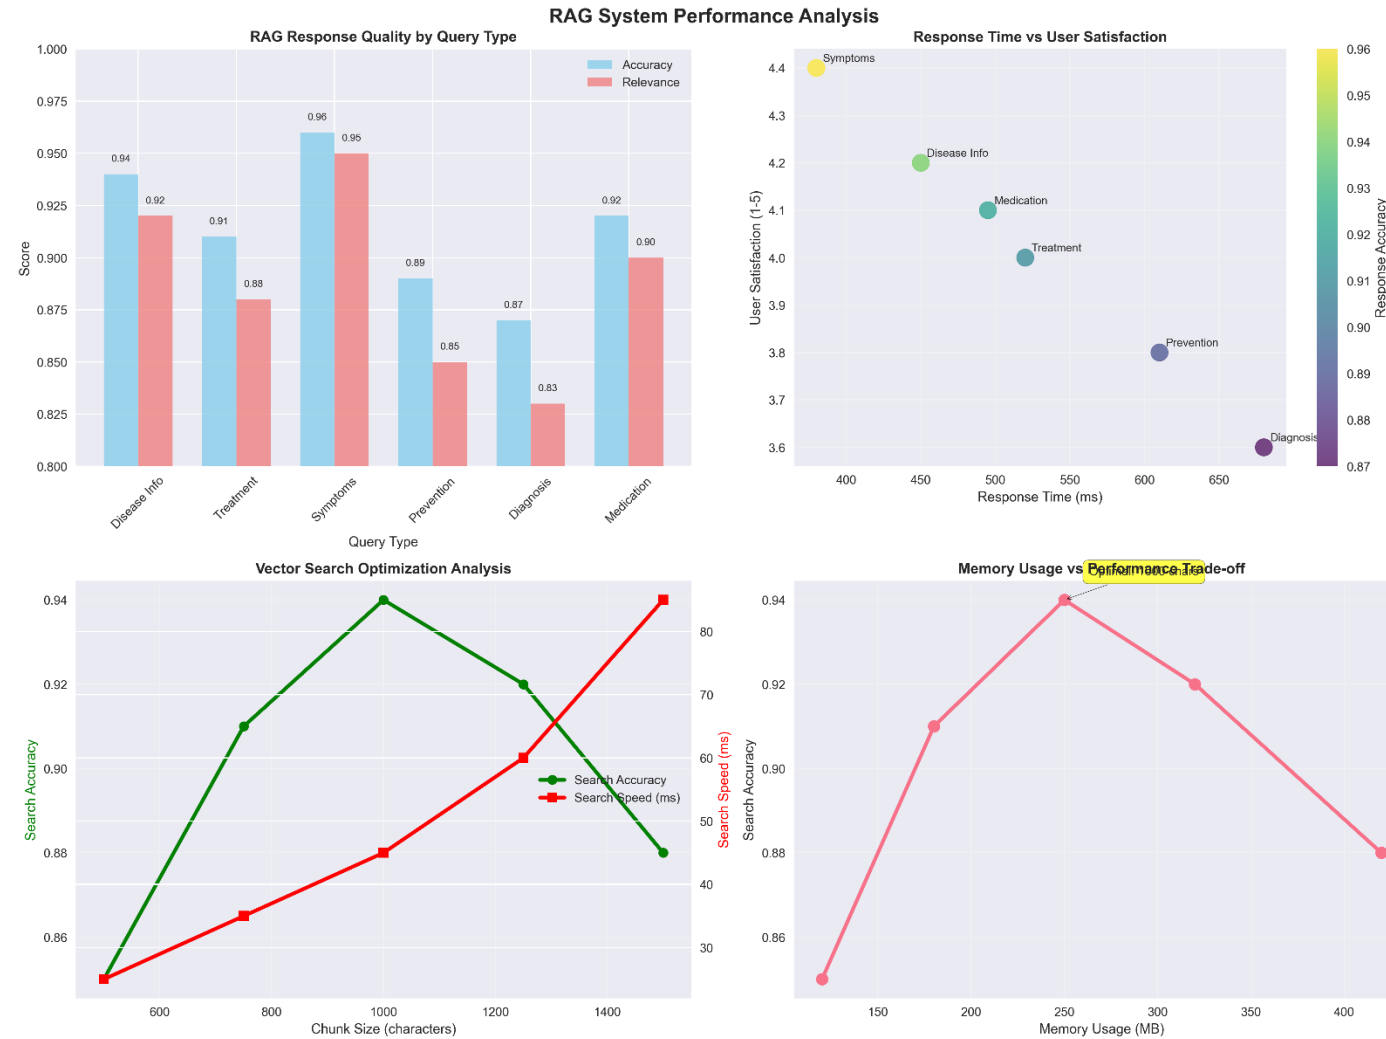 RAG System Performance Analysis
RAG Response Quality by Query Type
1.000
0.975
0.950
0.925
0.900
0.875
0.850
0.825
0.800
Score
Accuracy
Relevance
0.94
0.92
0.91
0.88
0.96
0.95
0.89
0.85
0.87
0.83
0.92
0.90
Disease Info
Treatment
Symptoms
Prevention
Diagnosis
Medication
Query Type
Response Time vs User Satisfaction
4.4
4.3
4.2
4.1
4.0
3.9
3.8
3.7
3.6
User Satisfaction (1-5)
Symptoms
Disease Info
Medication
Treatment
Prevention
Diagnosis
400
450
500
550
600
650
Response Time (ms)
0.96
0.95
0.94
0.93
0.92
0.91
0.90
0.89
0.88
0.87
Response Accuracy
Vector Search Optimization Analysis
0.94
0.92
0.90
0.88
0.86
Search Accuracy
Search Accuracy
Search Speed (ms)
80
70
60
50
40
30
Search Speed (ms)
600
800
1000
1200
1400
Chunk Size (characters)
Memory Usage vs Performance Trade-off
Optimal: 1000 chars
0.94
0.92
0.90
0.88
0.86
Search Accuracy
150
200
250
300
350
400
Memory Usage (MB)